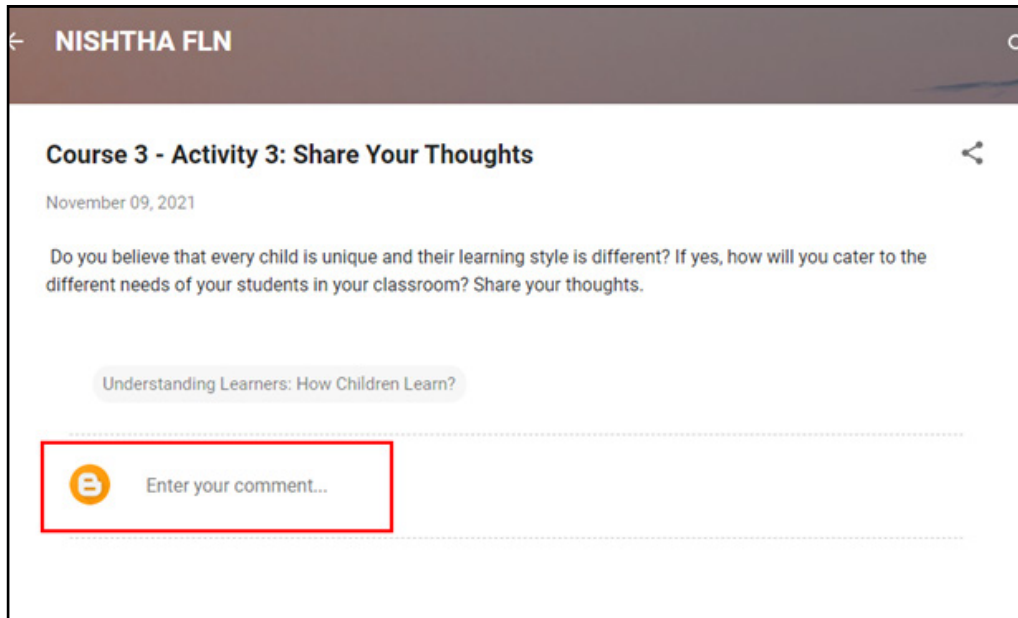 NISHTHA FLN
Course 3 - Activity 3: Share Your Thoughts
November 09, 2021
Do you believe that every child is unique and their learning style is different? If yes, how will you cater to the
different needs of your students in your classroom? Share your thoughts.
Understanding Learners: How Children Learn?
Enter your comment...